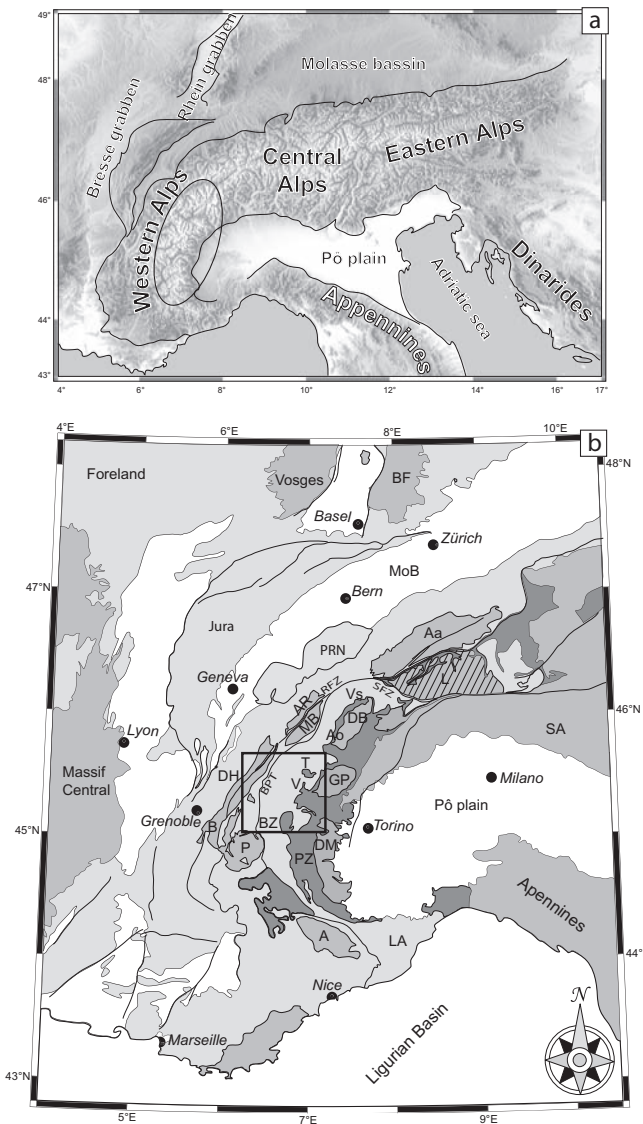 a
49°
48°
46°
44°
43°
4°
6°
8°
10°
12°
14°
16°
17°
Bresse grabben
Rhein grabben
Molasse bassin
Western Alps
Central
Alps
Eastern Alps
Pô plain
Adriatic sea
Dinarides
Appennines
b
4°E
6°E
8°E
10°E
48°N
47°N
46°N
46°N
45°N
44°
43°N
5°E
7°E
9°E
Foreland
Vosges
BF
Basel
Zürich
MoB
Bern
Jura
PRN
Aa
L
Geneva
RFZ
SFZ
AR
MB
Vs
DB
Ao
SA
Lyon
Massif
Central
DH
BPT
T
V
GP
Milano
Pô plain
Grenoble
B
BZ
Torino
P
DM
PZ
Apennines
A
LA
Nice
Marseille
Ligurian Basin
N